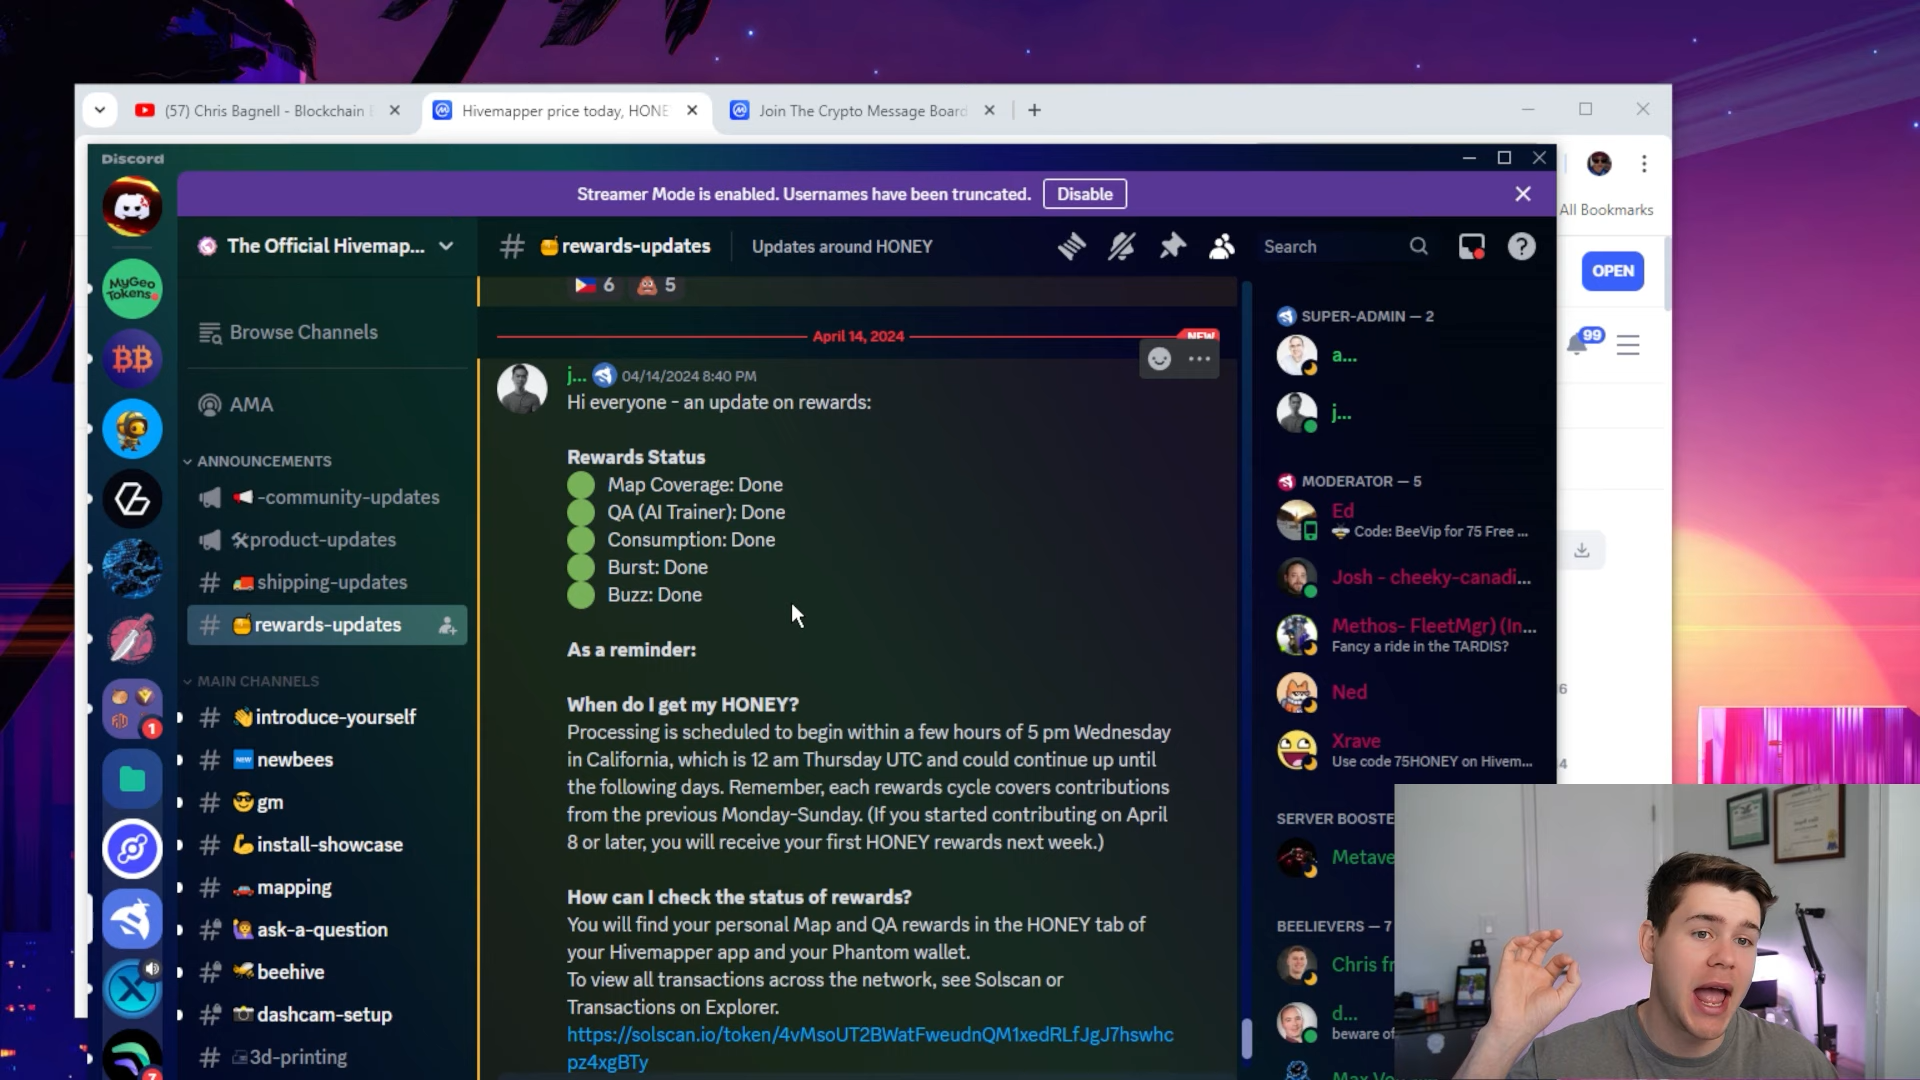 (57) Chris Bagnell - Blockchain
Hivemapper price today, HONE
Join The Crypto Message Board
Discord
Streamer Mode is enabled. Usernames have been truncated.
Disable
All Bookmarks
The Official Hivemap...
rewards-updates
Updates around HONEY
Search
OPEN
99
MyGeo
Tokens
Browse Channels
AMA
ANNOUNCEMENTS
-community-updates
product-updates
shipping-updates
rewards-updates
MAIN CHANNELS
introduce-yourself
newbees
gm
install-showcase
mapping
ask-a-question
beehive
dashcam-setup
3d-printing
1
7
6 5
April 14, 2024
NEW
j... 04/14/2024 8:40 PM
Hi everyone - an update on rewards:
Rewards Status
Map Coverage: Done
QA (AI Trainer): Done
Consumption: Done
Burst: Done
Buzz: Done
As a reminder:
When do I get my HONEY?
Processing is scheduled to begin within a few hours of 5 pm Wednesday
in California, which is 12 am Thursday UTC and could continue up until
the following days. Remember, each rewards cycle covers contributions
from the previous Monday-Sunday. (If you started contributing on April
8 or later, you will receive your first HONEY rewards next week.)
How can I check the status of rewards?
You will find your personal Map and QA rewards in the HONEY tab of
your Hivemapper app and your Phantom wallet.
To view all transactions across the network, see Solscan or
Transactions on Explorer.
https://solscan.io/token/4vMsoUT2BWatFweudnQM1xedRLfJgJ7hswhc
pz4xgBTy
SUPER-ADMIN — 2
a...
j...
MODERATOR — 5
Ed
Code: BeeVip for 75 Free ...
Josh - cheeky-canadi...
Methos- FleetMgr) (In...
Fancy a ride in the TARDIS?
Ned
Xrave
Use code 75HONEY on Hivem...
SERVER BOOSTE
Metave
BEELIEVERS — 7
Chris fr
d...
beware of
6
4